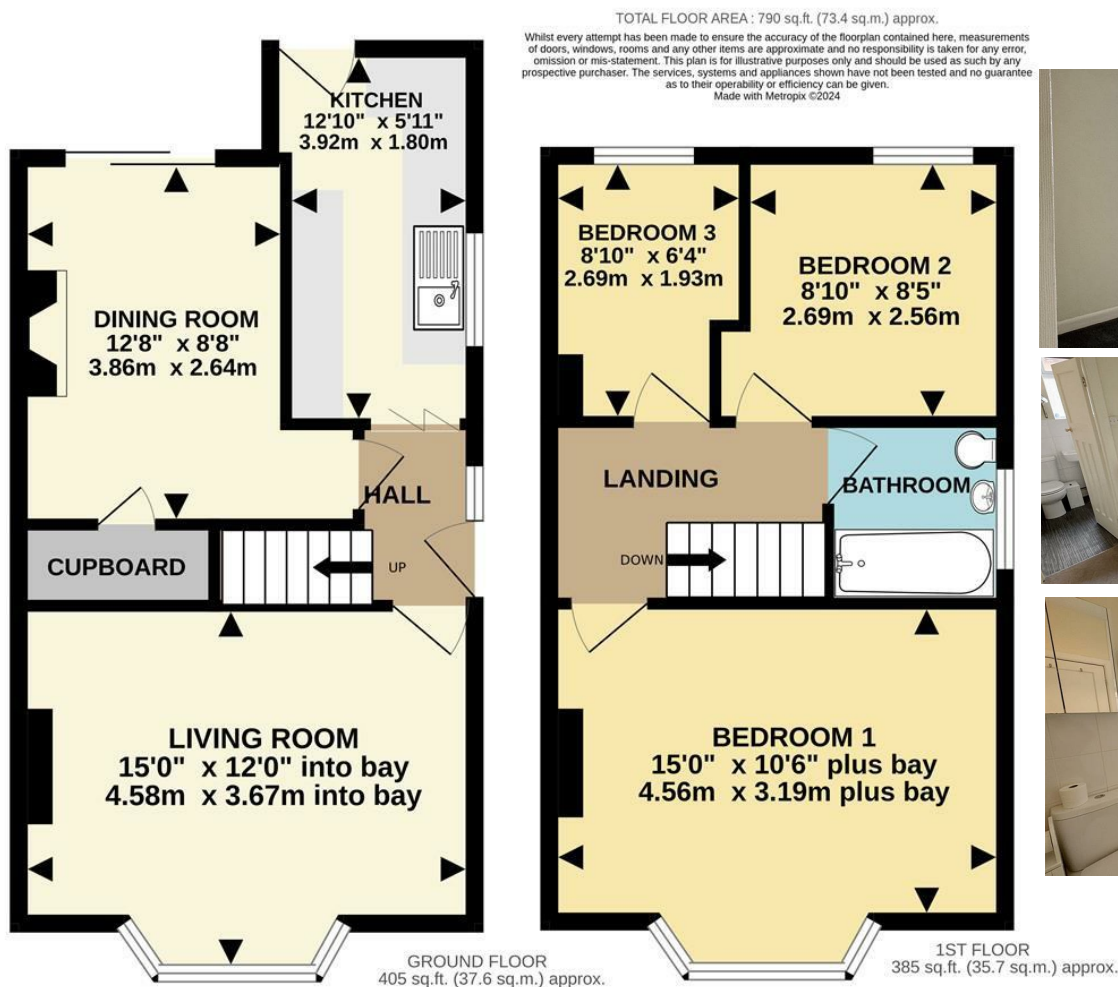 TOTAL FLOOR AREA : 790 sq.ft. (73.4 sq.m.) approx.
Whilst every attempt has been made to ensure the accuracy of the floorplan contained here, measurements
of doors, windows, rooms and any other items are approximate and no responsibility is taken for any error,
omission or mis-statement. This plan is for illustrative purposes only and should be used as such by any
prospective purchaser. The services, systems and appliances shown have not been tested and no guarantee
as to their operability or efficiency can be given.
Made with Metropix ©2024
KITCHEN
12'10" x 5'11"
3.92m x 1.80m
DINING ROOM
12'8" x 8'8"
3.86m x 2.64m
HALL
CUPBOARD
UP
LIVING ROOM
15'0" x 12'0" into bay
4.58m x 3.67m into bay
GROUND FLOOR
405 sq.ft. (37.6 sq.m.) approx.
BEDROOM 3
8'10" x 6'4"
2.69m x 1.93m
BEDROOM 2
8'10" x 8'5"
2.69m x 2.56m
LANDING
BATHROOM
DOWN
BEDROOM 1
15'0" x 10'6" plus bay
4.56m x 3.19m plus bay
1ST FLOOR
385 sq.ft. (35.7 sq.m.) approx.